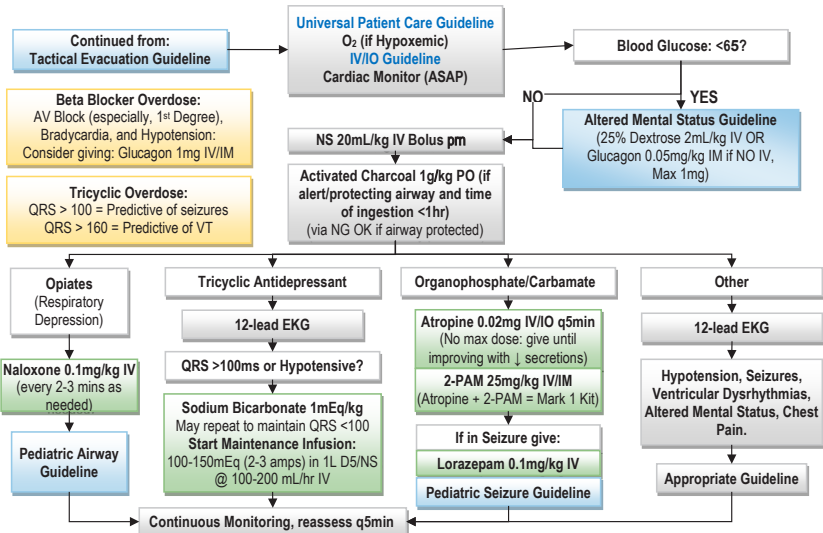 Continued from:
Tactical Evacuation Guideline
Universal Patient Care Guideline
O₂ (if Hypoxemic)
IV/IO Guideline
Cardiac Monitor (ASAP)
Blood Glucose: <65?
NO
YES
Beta Blocker Overdose:
AV Block (especially, 1st Degree),
Bradycardia, and Hypotension:
Consider giving: Glucagon 1mg IV/IM
Altered Mental Status Guideline
(25% Dextrose 2mL/kg IV OR
Glucagon 0.05mg/kg IM if NO IV,
Max 1mg)
NS 20mL/kg IV Bolus prn
Tricyclic Overdose:
QRS > 100 = Predictive of seizures
QRS > 160 = Predictive of VT
Activated Charcoal 1g/kg PO (if
alert/protecting airway and time
of ingestion <1hr)
(via NG OK if airway protected)
Opiates
(Respiratory
Depression)
Naloxone 0.1mg/kg IV
(every 2-3 mins as
needed)
Pediatric Airway
Guideline
Tricyclic Antidepressant
12-lead EKG
QRS >100ms or Hypotensive?
Sodium Bicarbonate 1mEq/kg
May repeat to maintain QRS <100
Start Maintenance Infusion:
100-150mEq (2-3 amps) in 1L D5/NS
@ 100-200 mL/hr IV
Organophosphate/Carbamate
Atropine 0.02mg IV/IO q5min
(No max dose: give until
improving with ↓ secretions)
2-PAM 25mg/kg IV/IM
(Atropine + 2-PAM = Mark 1 Kit)
If in Seizure give:
Lorazepam 0.1mg/kg IV
Pediatric Seizure Guideline
Other
12-lead EKG
Hypotension, Seizures,
Ventricular Dysrhythmias,
Altered Mental Status, Chest
Pain.
Appropriate Guideline
Continuous Monitoring, reassess q5min